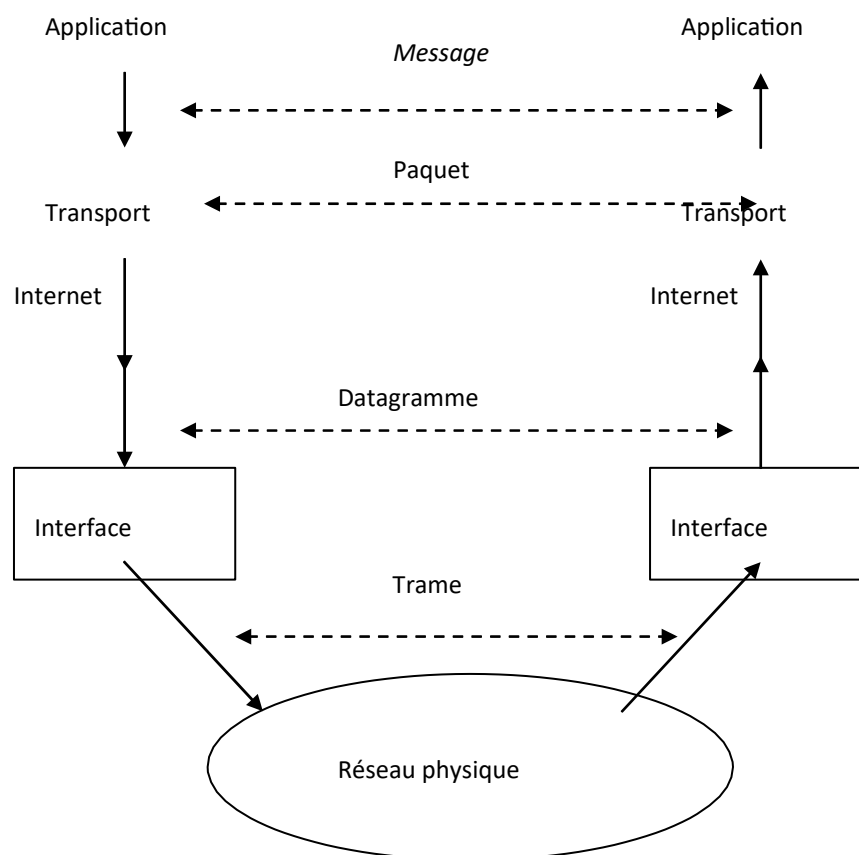 Application Application
Message
Paquet
Transport Transport
Internet Internet
Datagramme
Interface Interface
Trame
Réseau physique